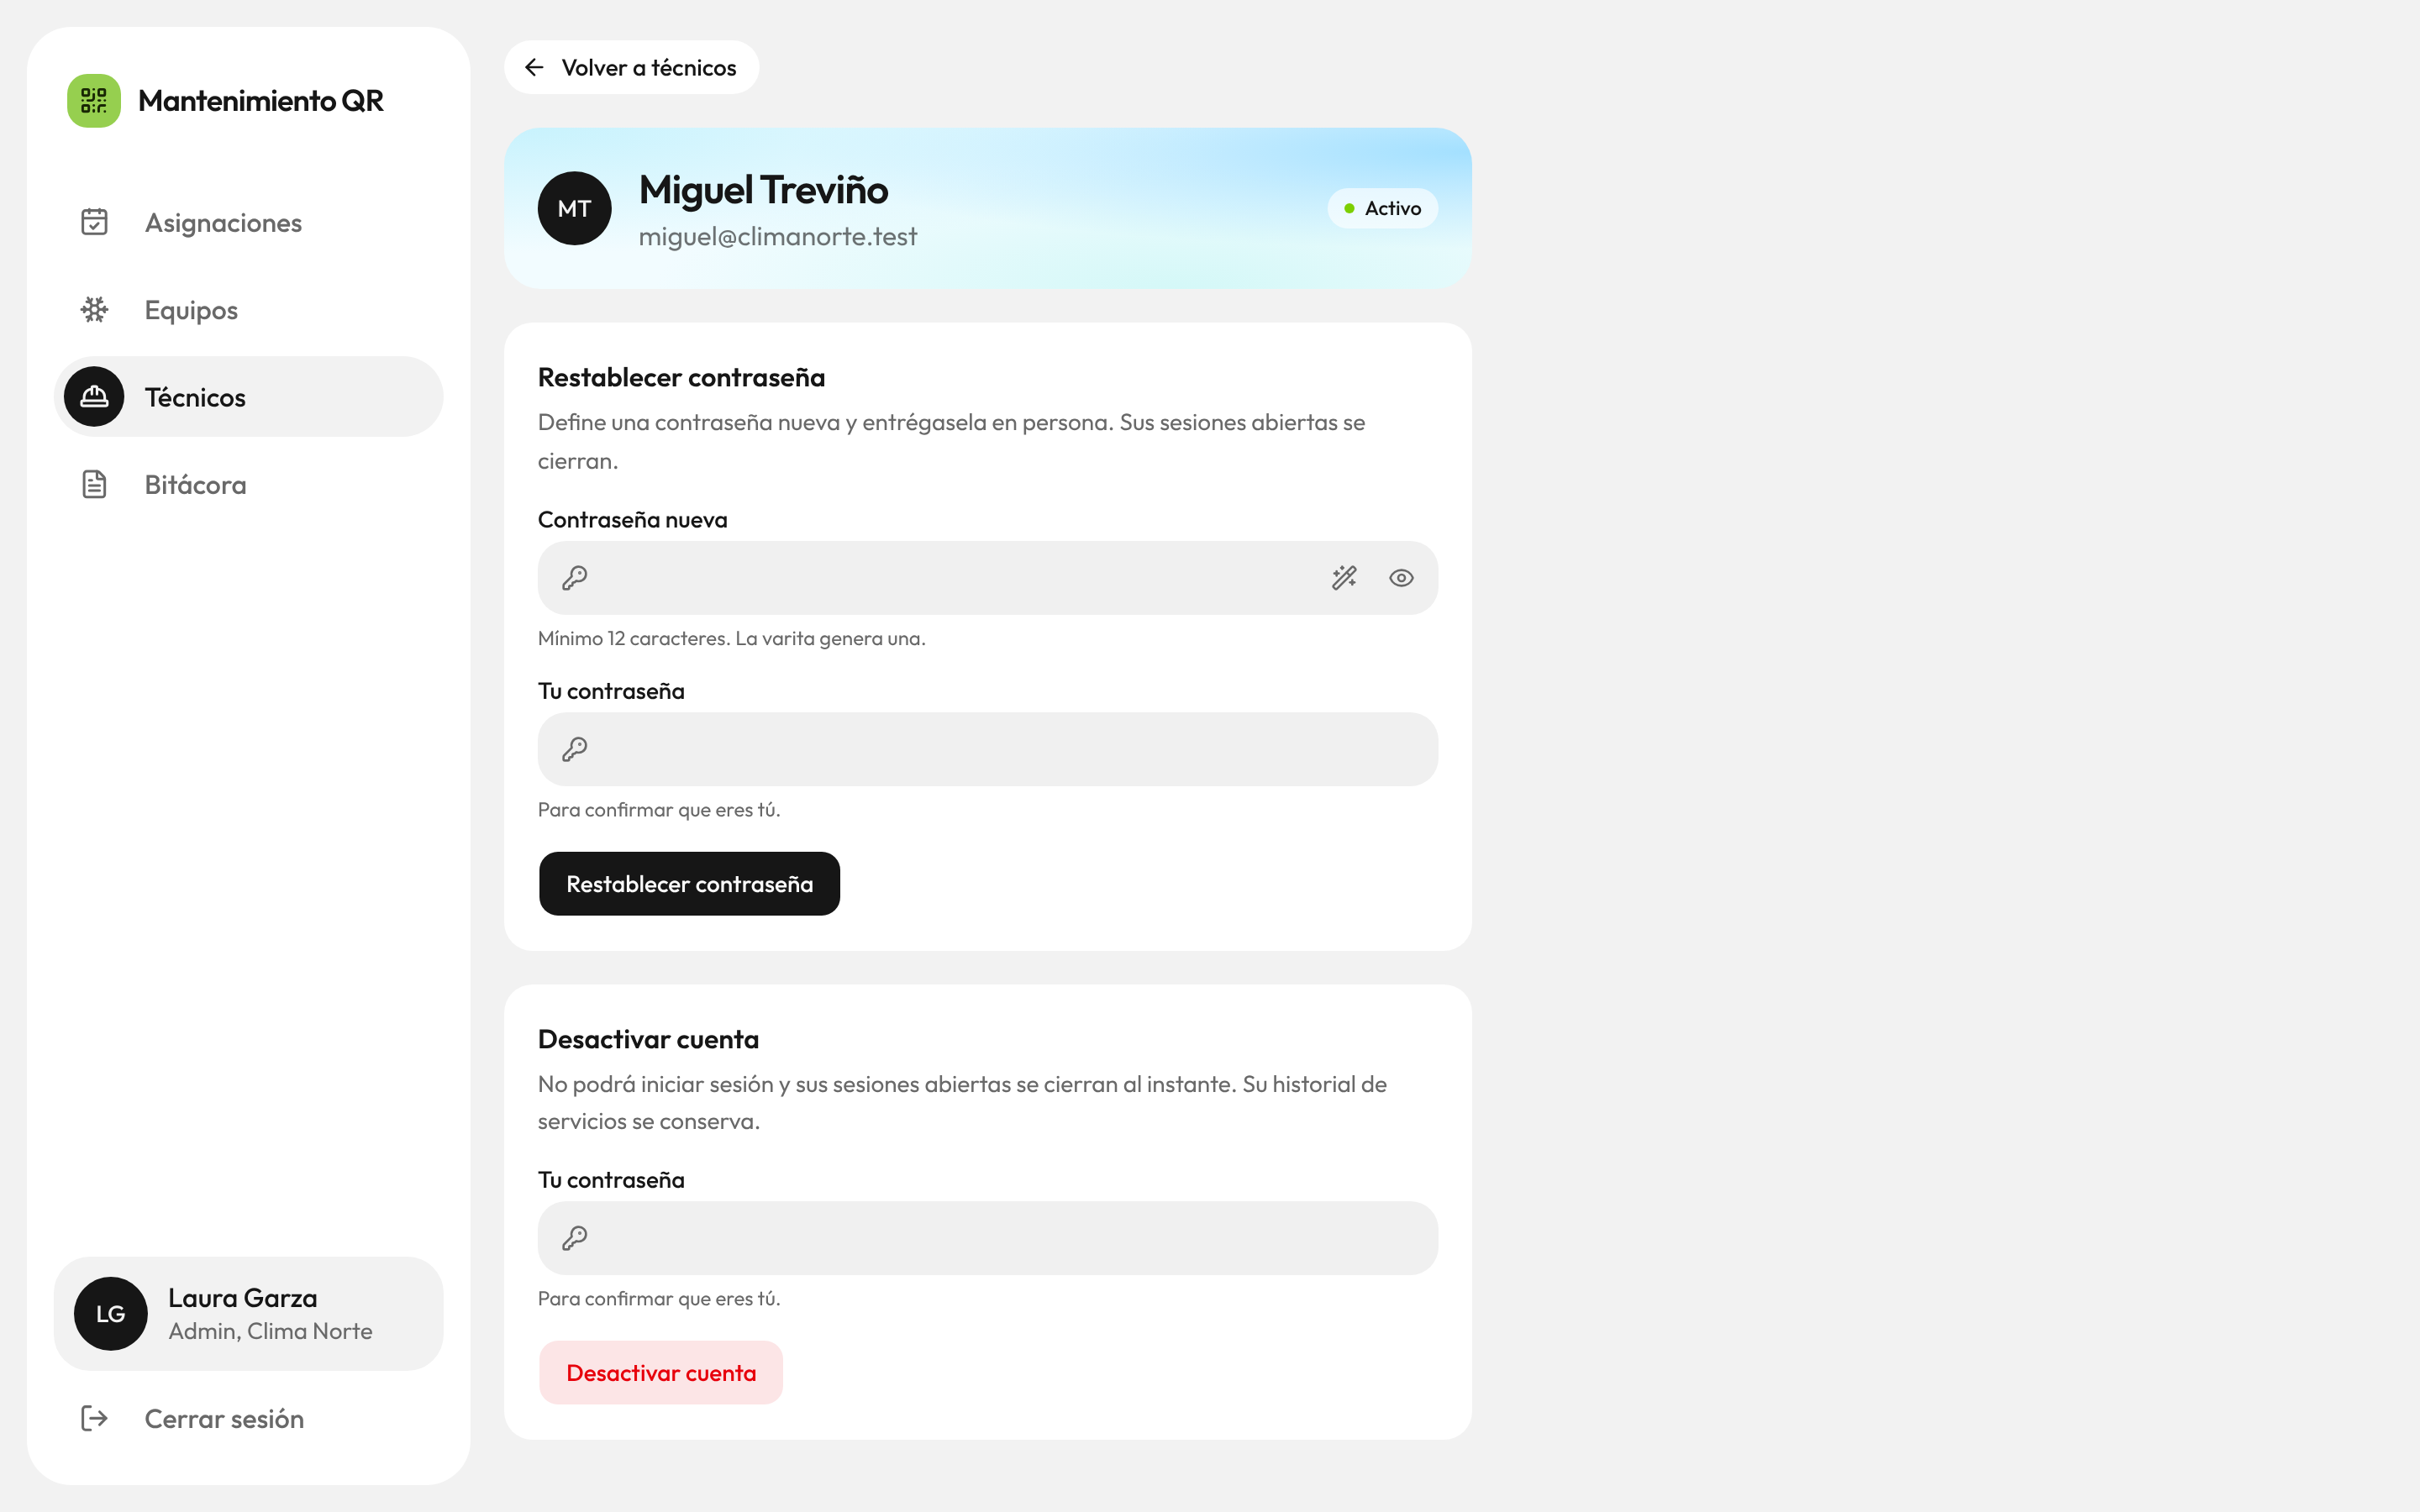 Mantenimiento QR
Asignaciones
Equipos
Técnicos
Bitácora
LG
Laura Garza
Admin, Clima Norte
Cerrar sesión
Volver a técnicos
MT
Miguel Treviño
miguel@climanorte.test
Activo
Restablecer contraseña
Define una contraseña nueva y entrégasela en persona. Sus sesiones abiertas se
cierran.
Contraseña nueva
Mínimo 12 caracteres. La varita genera una.
Tu contraseña
Para confirmar que eres tú.
Restablecer contraseña
Desactivar cuenta
No podrá iniciar sesión y sus sesiones abiertas se cierran al instante. Su historial de
servicios se conserva.
Tu contraseña
Para confirmar que eres tú.
Desactivar cuenta